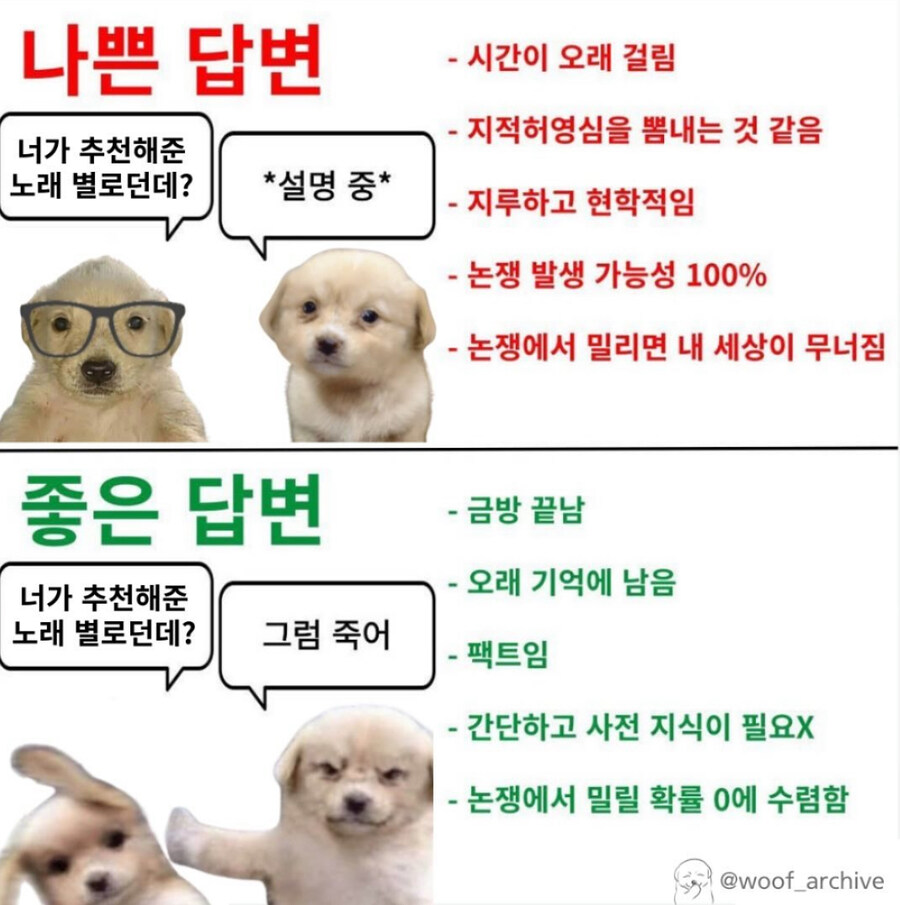 나쁜 답변
너가 추천해준
노래 별로던데?
*설명 중*
- 시간이 오래 걸림
- 지적허영심을 뽐내는 것 같음
- 지루하고 현학적임
- 논쟁 발생 가능성 100%
- 논쟁에서 밀리면 내 세상이 무너짐
좋은 답변
너가 추천해준
노래 별로던데?
그럼 죽어
- 금방 끝남
- 오래 기억에 남음
- 팩트임
- 간단하고 사전 지식이 필요X
- 논쟁에서 밀릴 확률 0에 수렴함
@woof_archive